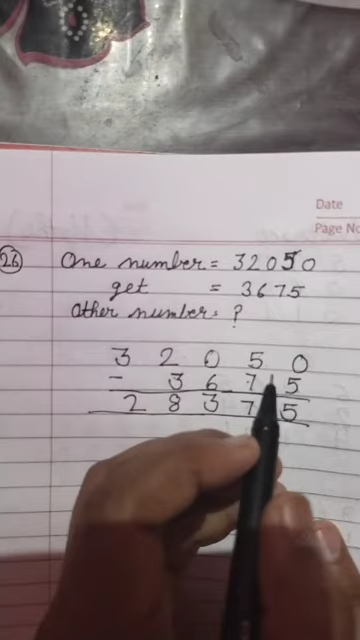 Date
Page No
26 One number = 32050
get = 3675
Other number = ?
3 2 0 5 0
- 3 6 7 5
2 8 3 7 5